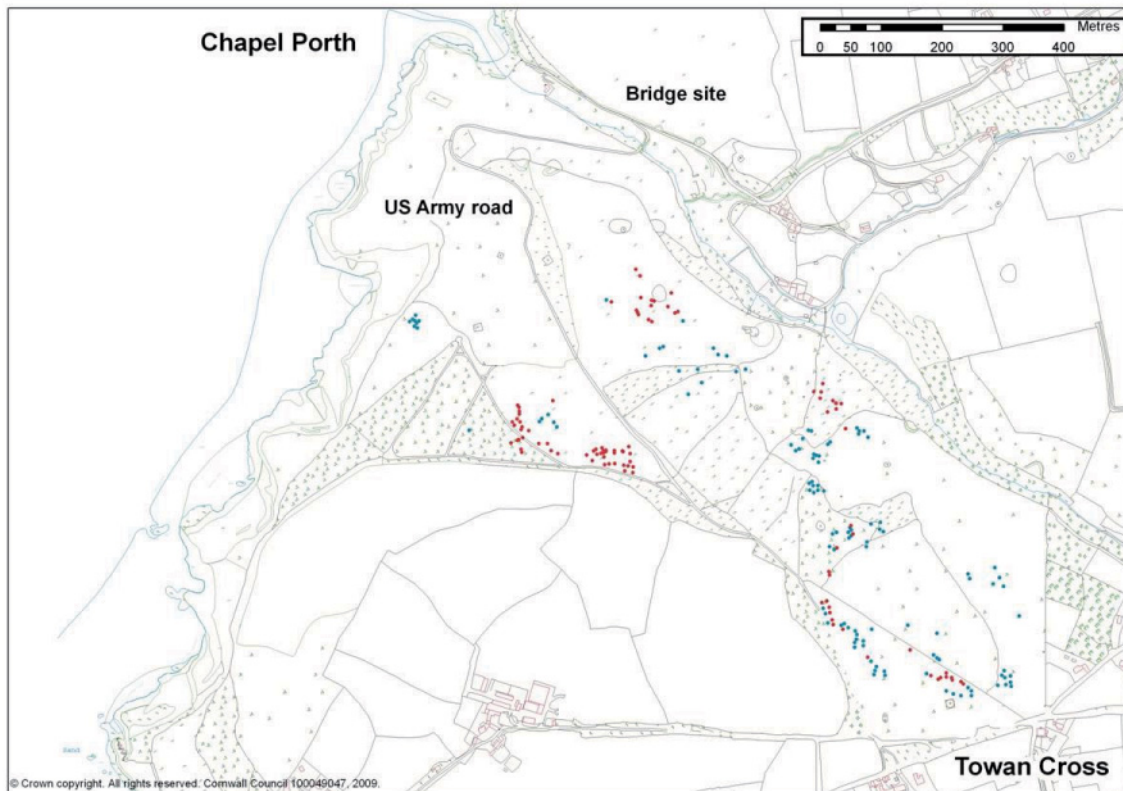 Chapel Porth
Metres
0 50 100 200 300 400
Bridge site
US Army road
Sand
© Crown copyright. All rights reserved. Cornwall Council 100049047, 2009.
Towan Cross